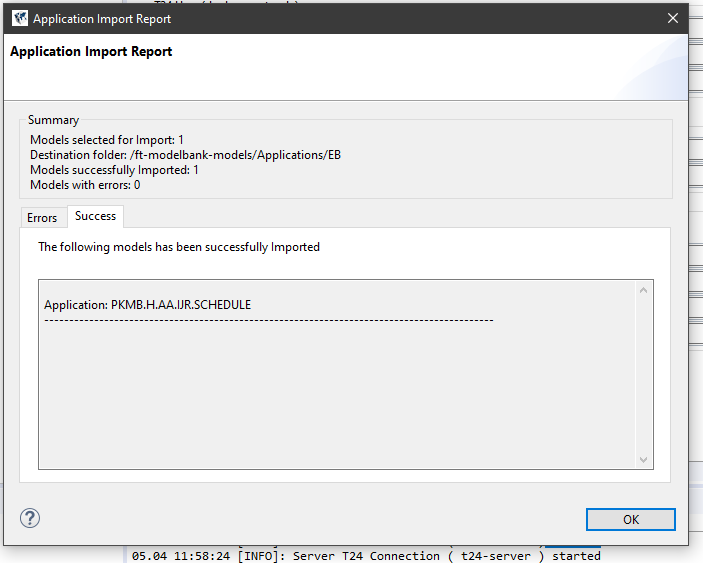 Application Import Report
Application Import Report
Summary
Models selected for Import: 1
Destination folder: /ft-modelbank-models/Applications/EB
Models successfully Imported: 1
Models with errors: 0
Errors
Success
The following models has been successfully Imported
Application: PKMB.H.AA.IJR.SCHEDULE
------------------------------------------------------------------------------------------
?
OK
05.04 11:58:24 [INFO]: Server T24 Connection ( t24-server ) started